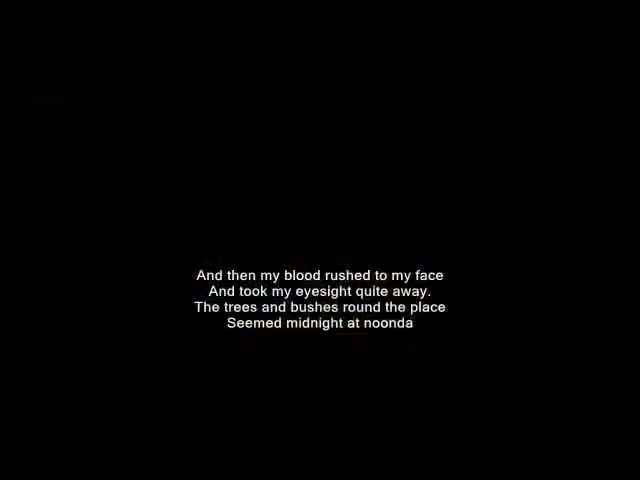 And then my blood rushed to my face
And took my eyesight quite away.
The trees and bushes round the place
Seemed midnight at noonda